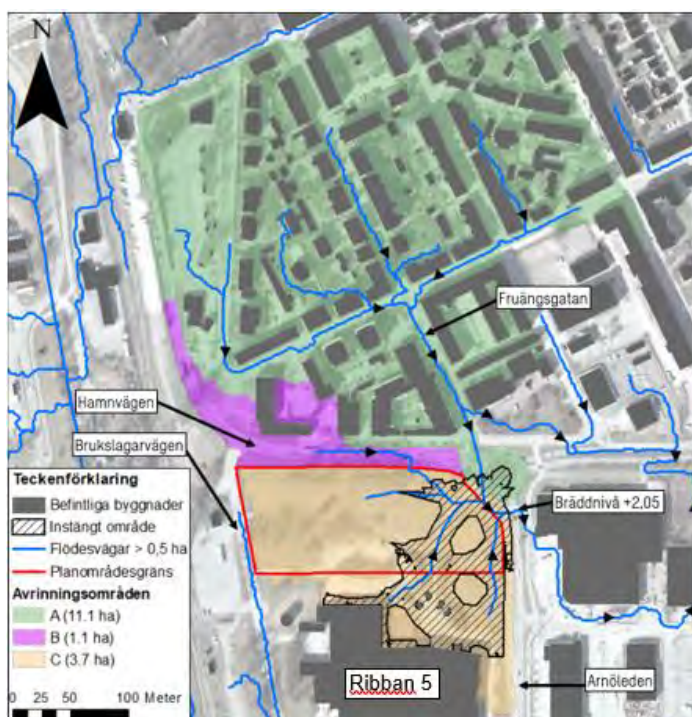 N
Fruängsgatan
Hamnvägen
Brukslagarvägen
Bräddnivå +2,05
Teckenförklaring
Befintliga byggnader
Instängt område
Flödesvägar > 0,5 ha
Planområdesgräns
Avrinningsområden
A (11.1 ha)
B (1.1 ha)
C (3.7 ha)
0 25 50 100 Meter
Ribban 5
Arnöleden